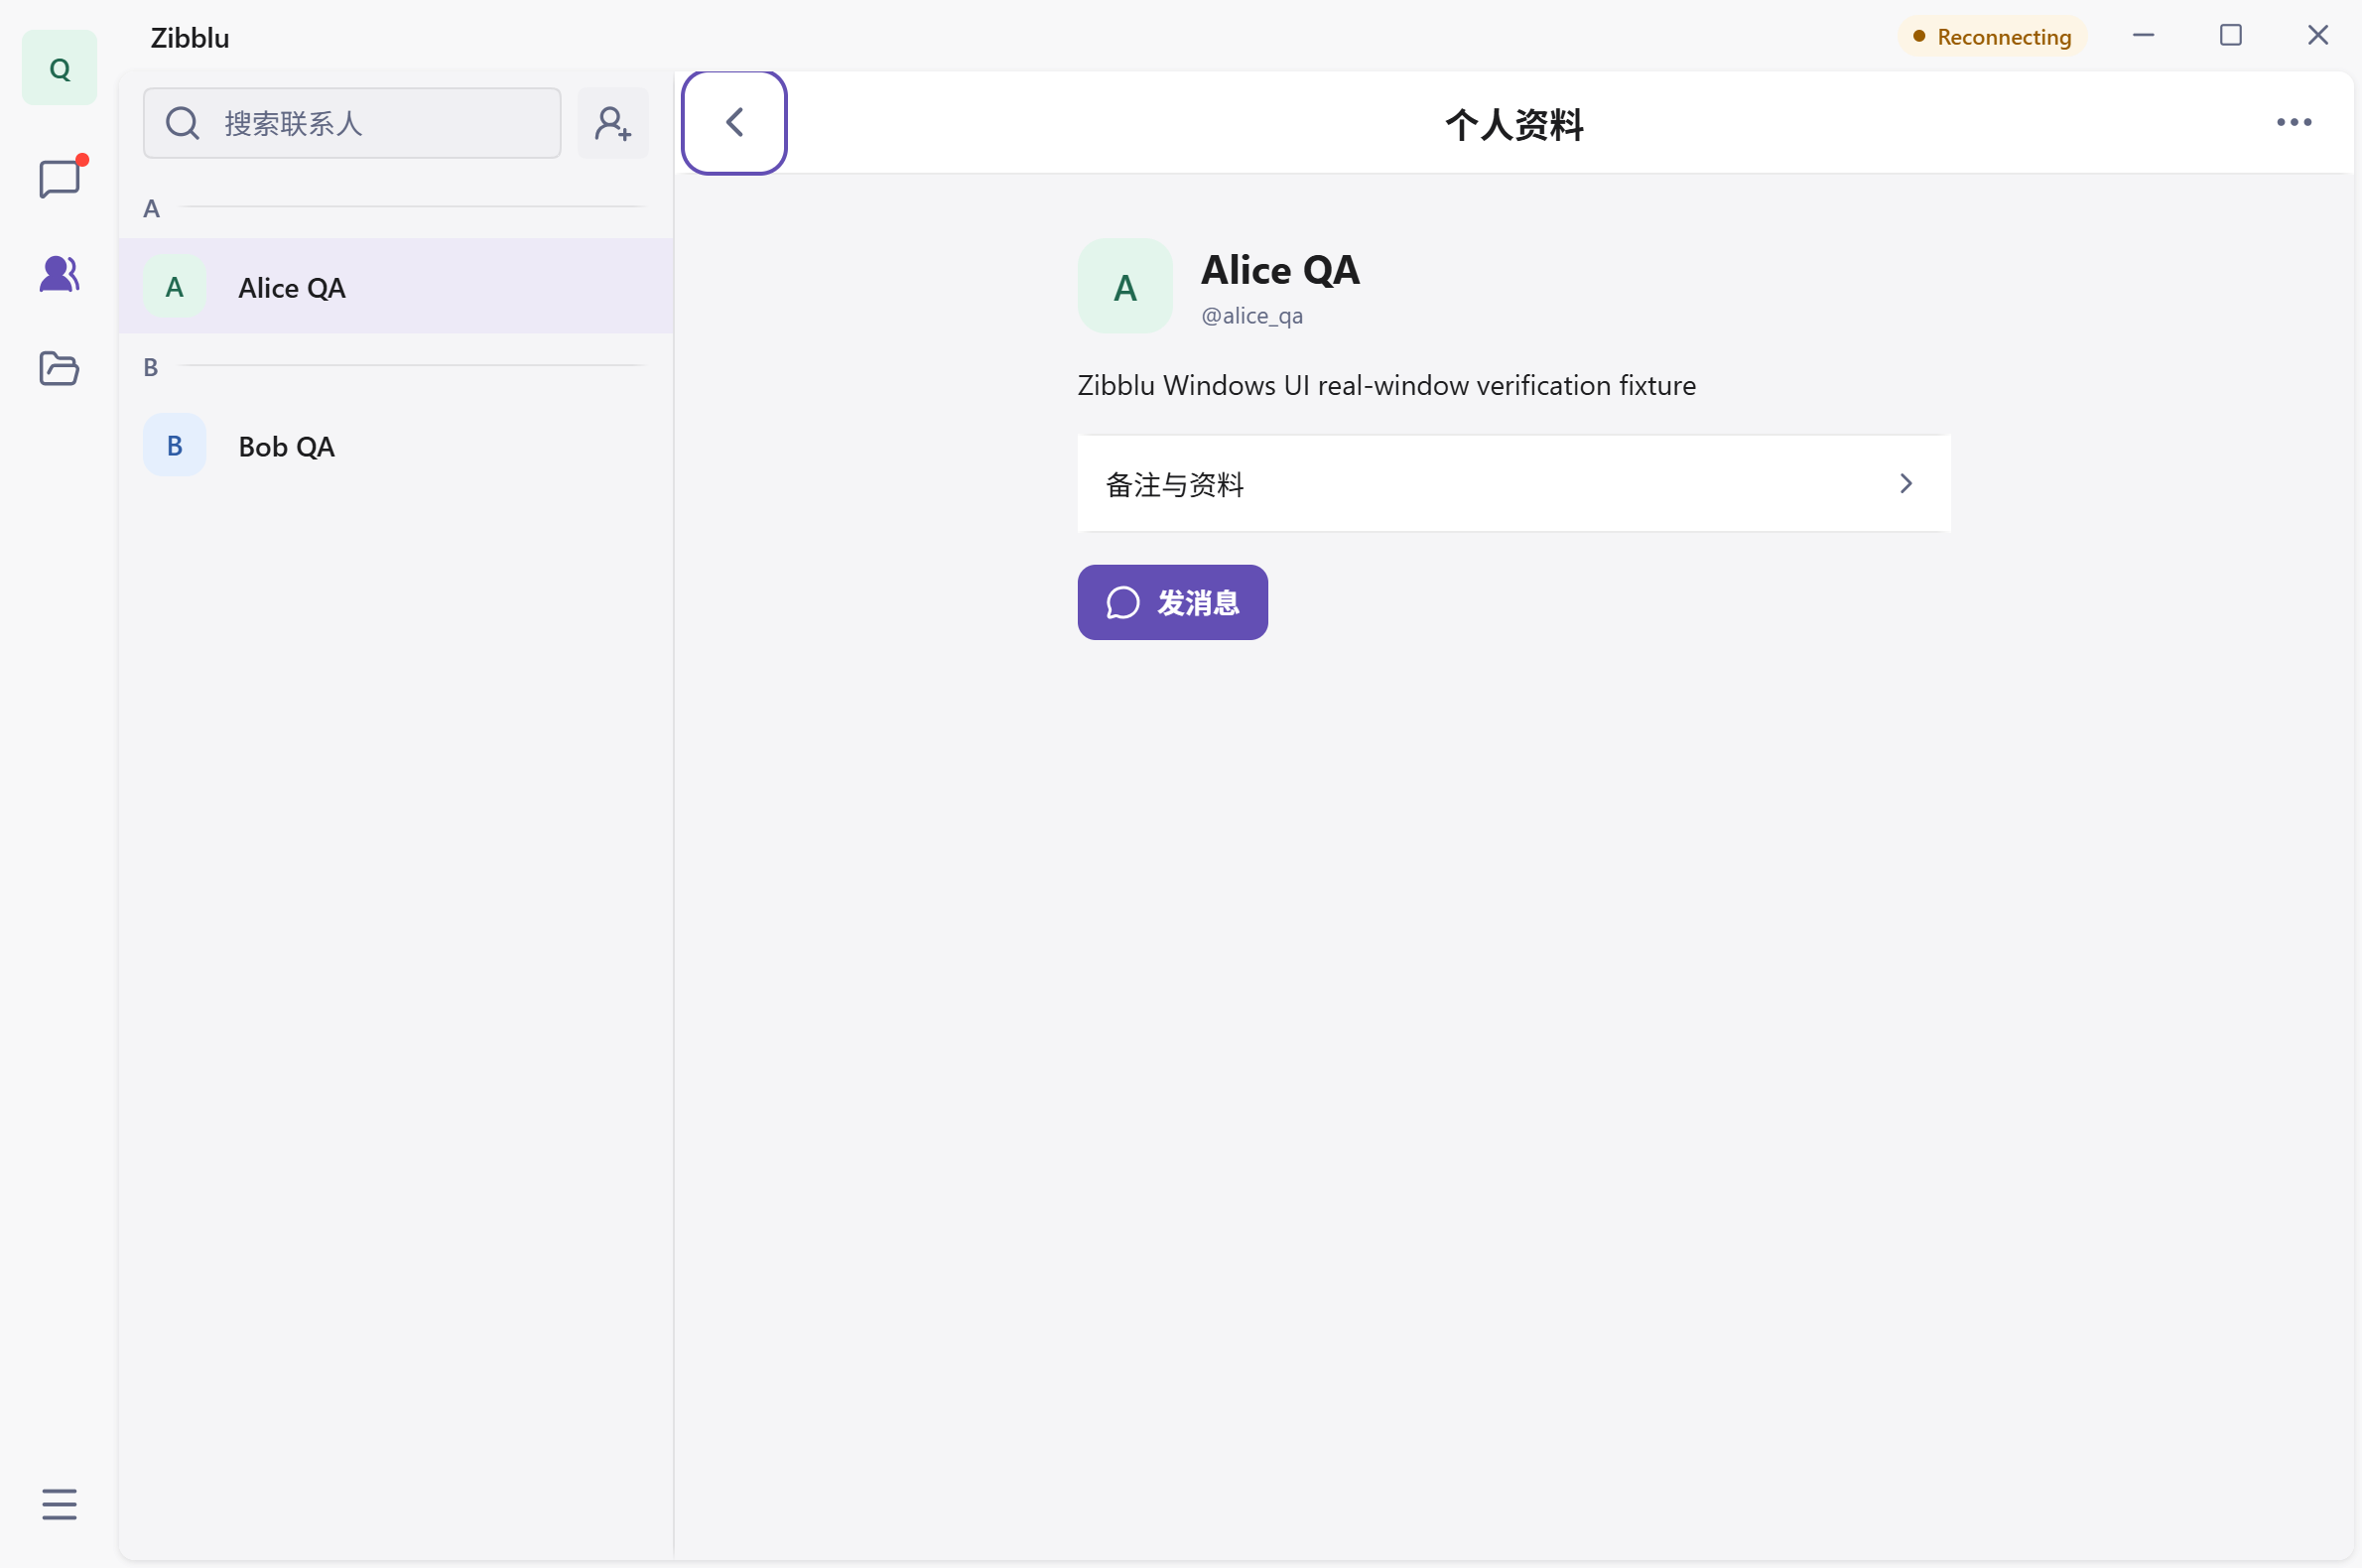 Q
Zibblu
Reconnecting
搜索联系人
A
A
Alice QA
B
B
Bob QA
个人资料
A
Alice QA
@alice_qa
Zibblu Windows UI real-window verification fixture
备注与资料
发消息